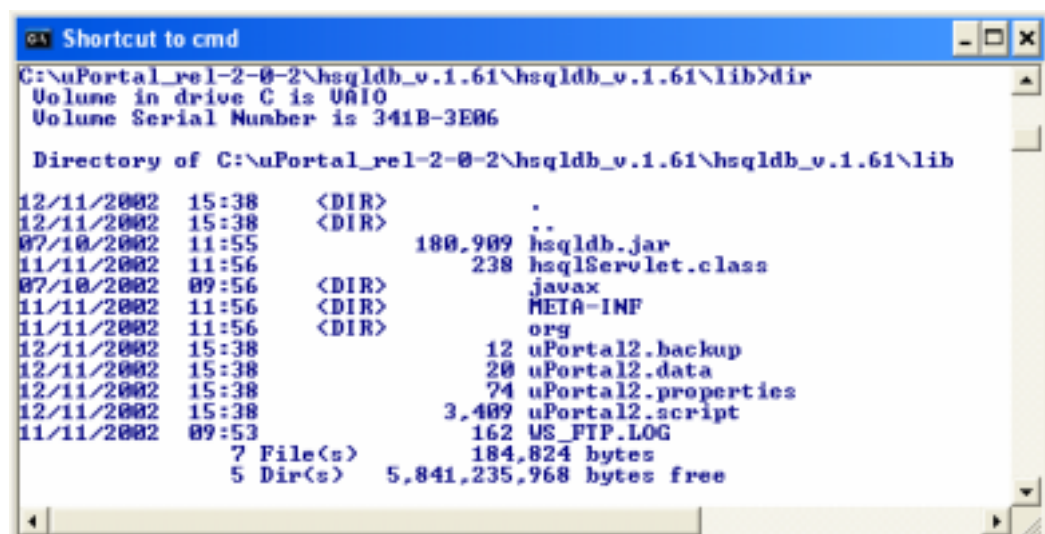 Shortcut to cmd
C:\uPortal_rel-2-0-2\hsqldb_v.1.61\hsqldb_v.1.61\lib>dir
 Volume in drive C is VAIO
 Volume Serial Number is 341B-3E06

 Directory of C:\uPortal_rel-2-0-2\hsqldb_v.1.61\hsqldb_v.1.61\lib

12/11/2002  15:38    <DIR>          .
12/11/2002  15:38    <DIR>          ..
07/10/2002  11:55           180,909 hsqldb.jar
11/11/2002  11:56               238 hsqlServlet.class
07/10/2002  09:56    <DIR>          javax
11/11/2002  11:56    <DIR>          META-INF
11/11/2002  11:56    <DIR>          org
12/11/2002  15:38                12 uPortal2.backup
12/11/2002  15:38                20 uPortal2.data
12/11/2002  15:38                74 uPortal2.properties
12/11/2002  15:38             3,409 uPortal2.script
11/11/2002  09:53               162 WS_FTP.LOG
               7 File(s)        184,824 bytes
               5 Dir(s)   5,841,235,968 bytes free